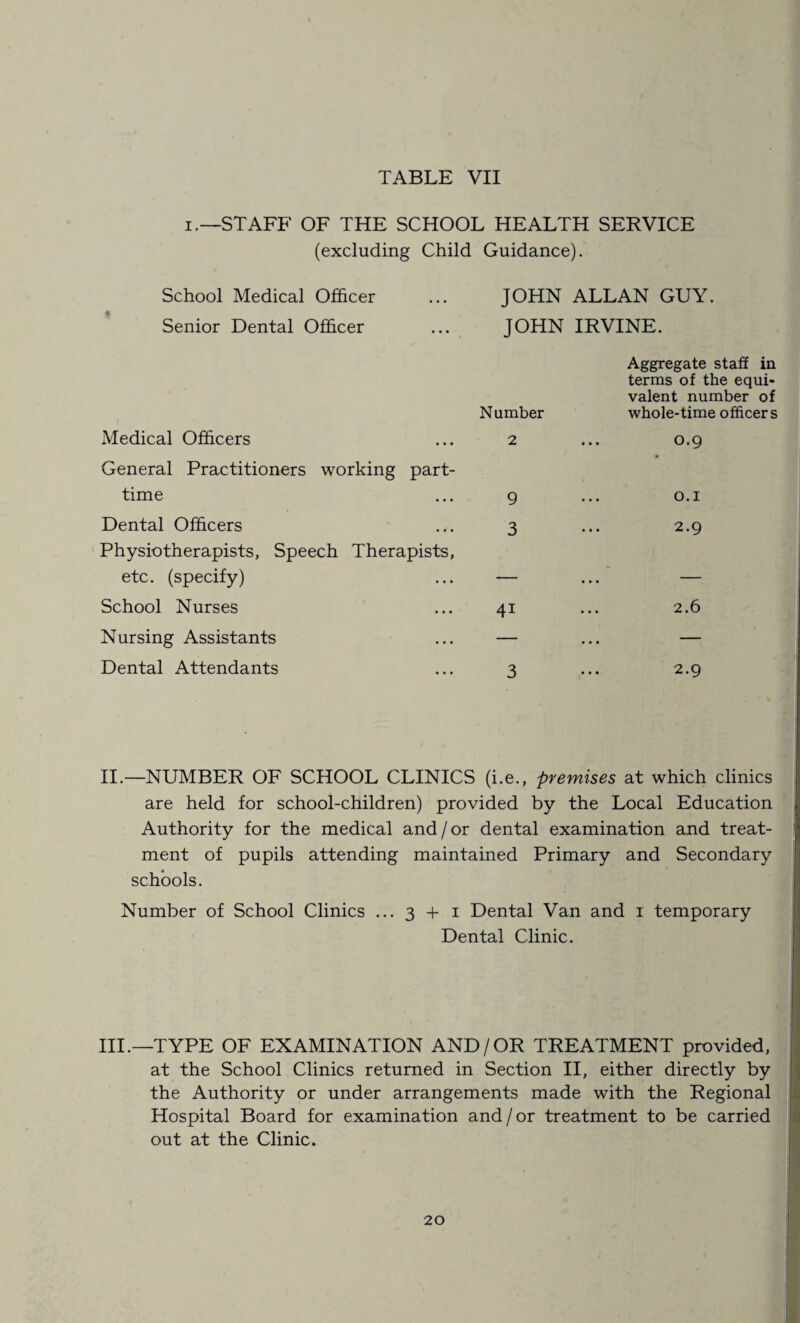 TABLE VII
1.—STAFF OF THE SCHOOL HEALTH SERVICE
(excluding Child Guidance).
School Medical Officer ... JOHN ALLAN GUY.
Senior Dental Officer ... JOHN IRVINE.
Aggregate staff in
terms of the equi-
valent number of
Number whole-time officers
Medical Officers ... 2 ... 0.9
General Practitioners working part-
time ... 9 ... 0.1
Dental Officers ... 3 ... 2.9
Physiotherapists, Speech Therapists,
etc. (specify) ... — ... —
School Nurses ... 41 ... 2.6
Nursing Assistants ... — ... —
Dental Attendants ... 3 ... 2.9
II.—NUMBER OF SCHOOL CLINICS (i.e., premises at which clinics
are held for school-children) provided by the Local Education
Authority for the medical and/or dental examination and treat-
ment of pupils attending maintained Primary and Secondary
schools.
Number of School Clinics ... 3 + 1 Dental Van and 1 temporary
Dental Clinic.
III.—TYPE OF EXAMINATION AND/OR TREATMENT provided,
at the School Clinics returned in Section II, either directly by
the Authority or under arrangements made with the Regional
Hospital Board for examination and/or treatment to be carried
out at the Clinic.
20